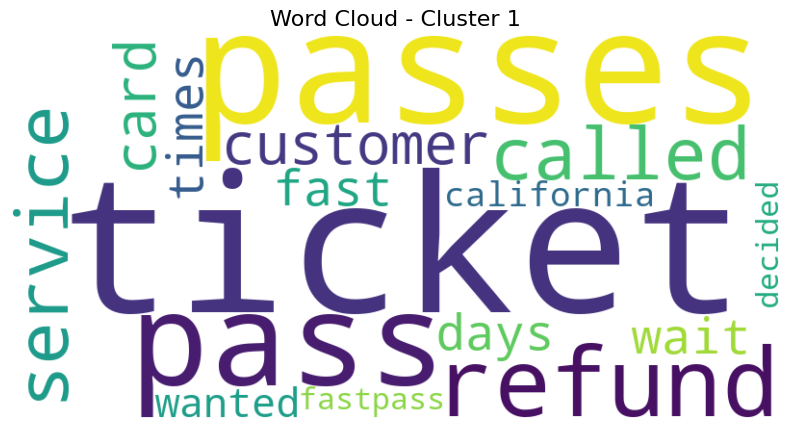 Word Cloud - Cluster 1
passes
card
times
customer
called
service
fast
california
ticket
decided
pass
days
wait
refund
wanted
fastpass